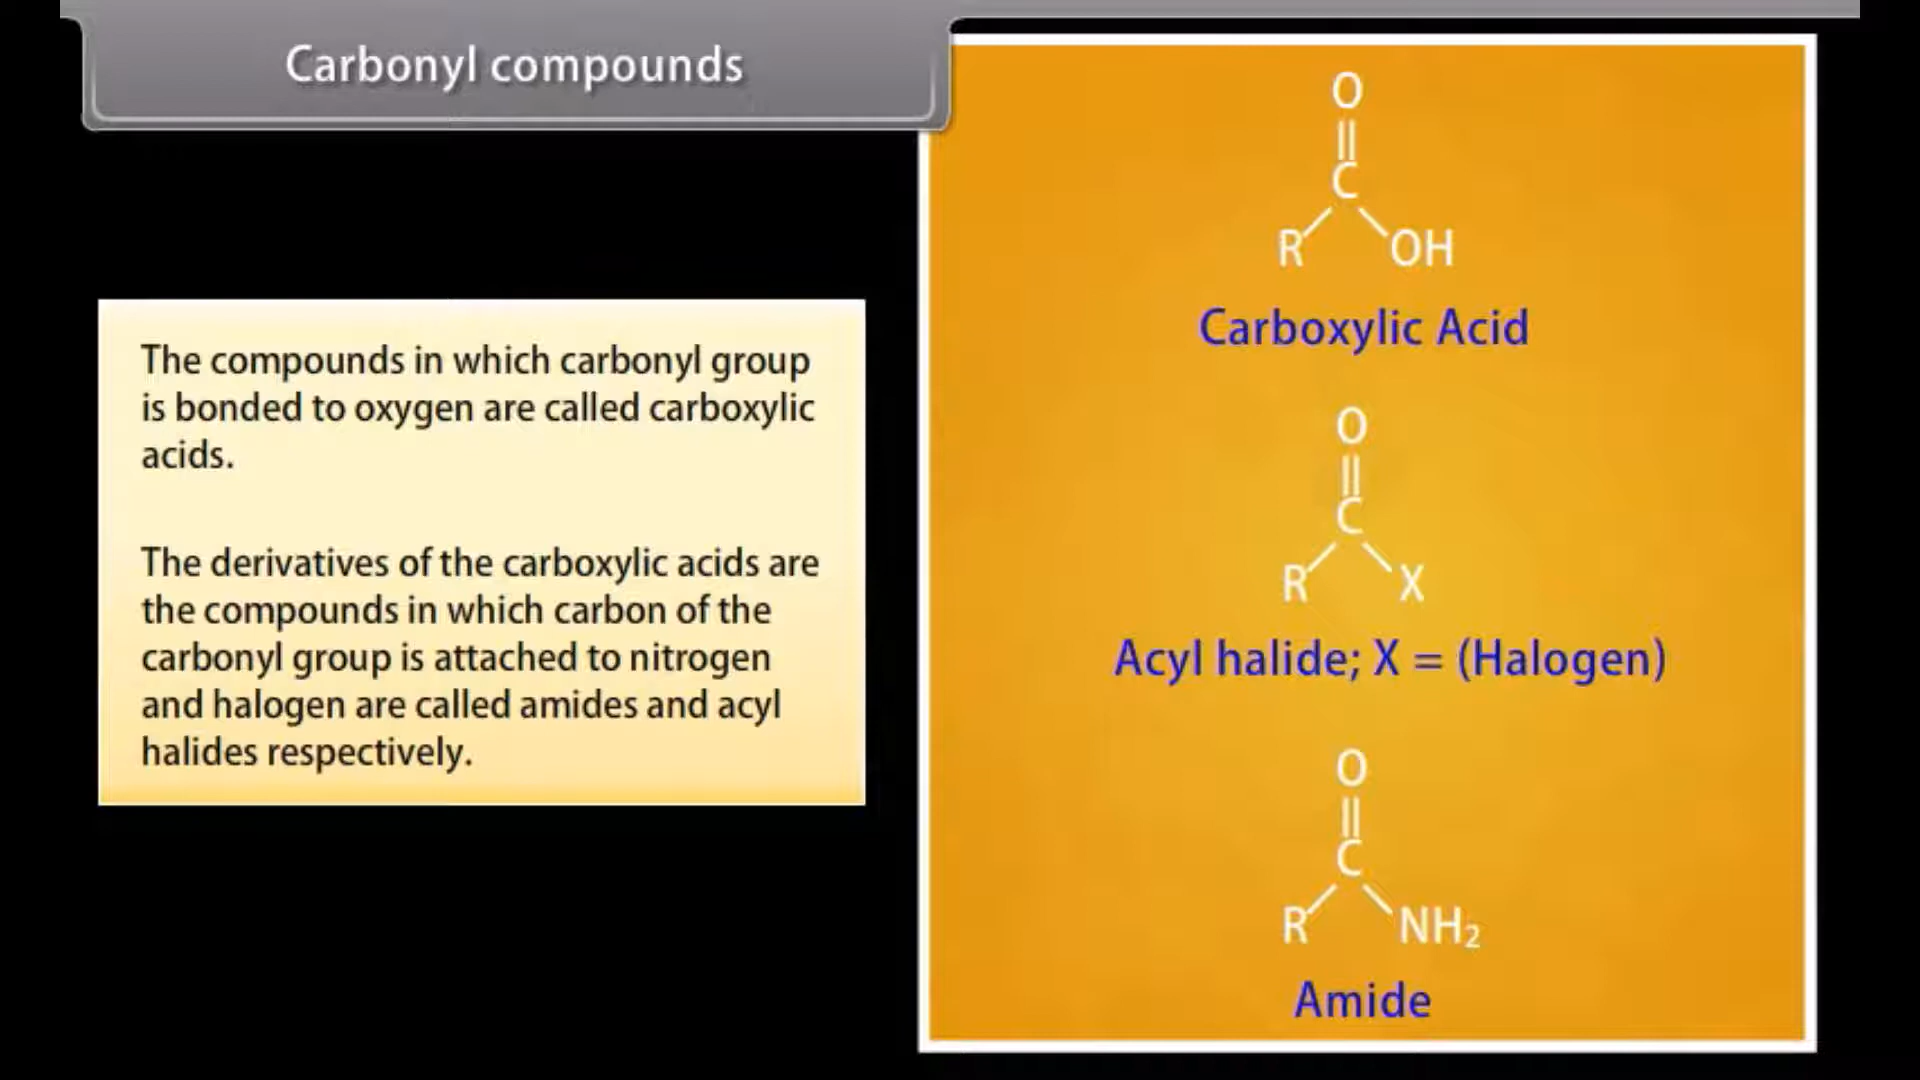 Carbonyl compounds
The compounds in which carbonyl group
is bonded to oxygen are called carboxylic
acids.
The derivatives of the carboxylic acids are
the compounds in which carbon of the
carbonyl group is attached to nitrogen
and halogen are called amides and acyl
halides respectively.
O
C
R OH
Carboxylic Acid
O
C
R X
Acyl halide; X = (Halogen)
O
C
R NH₂
Amide